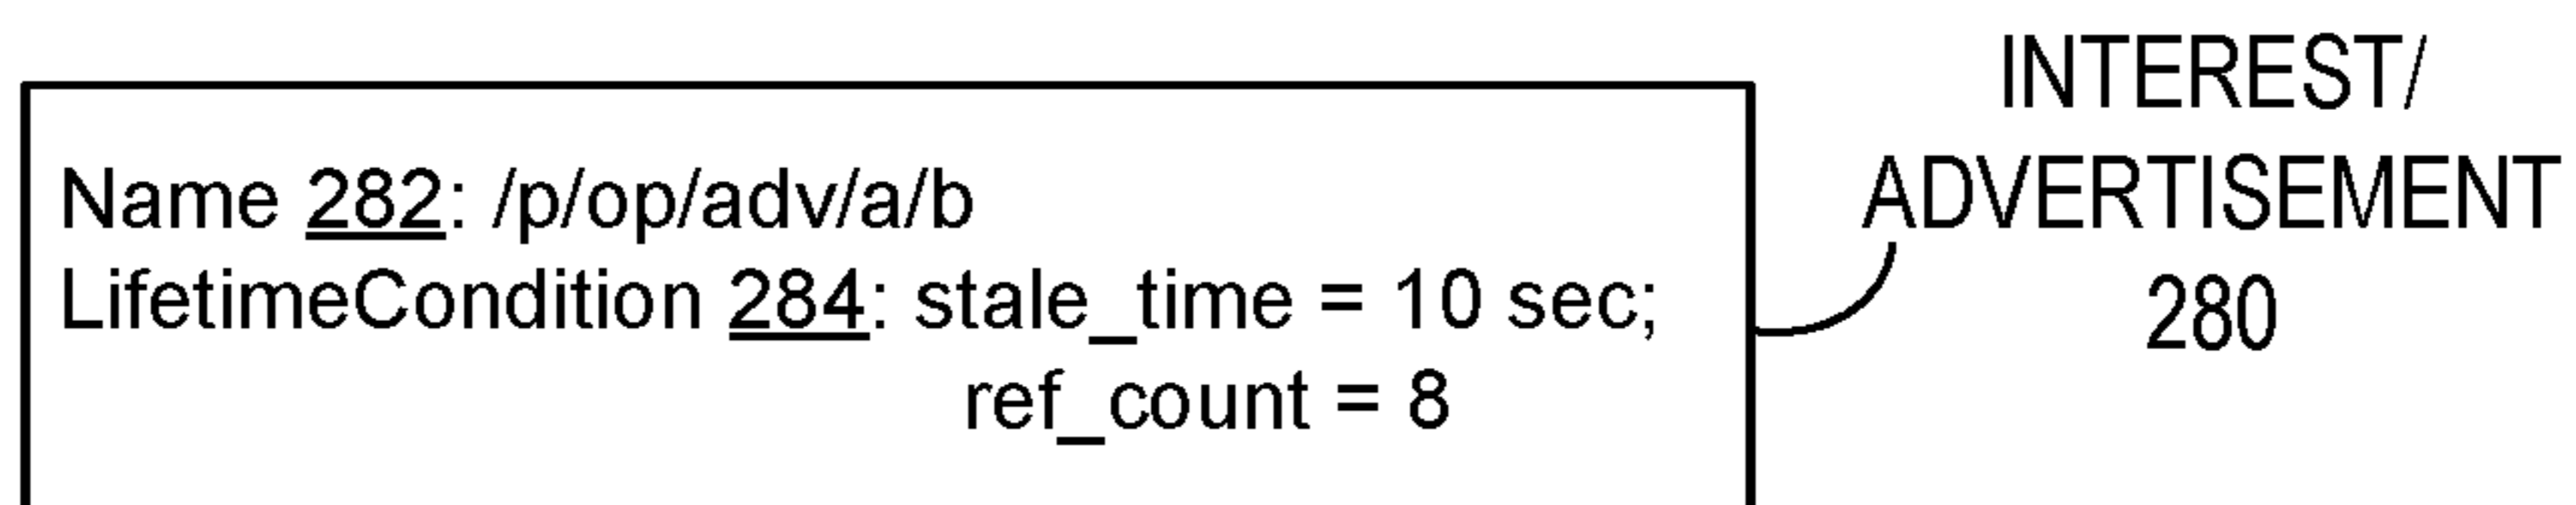 Name 282: /p/op/adv/a/b
LifetimeCondition 284: stale_time = 10 sec;
ref_count = 8
INTEREST/
ADVERTISEMENT
280